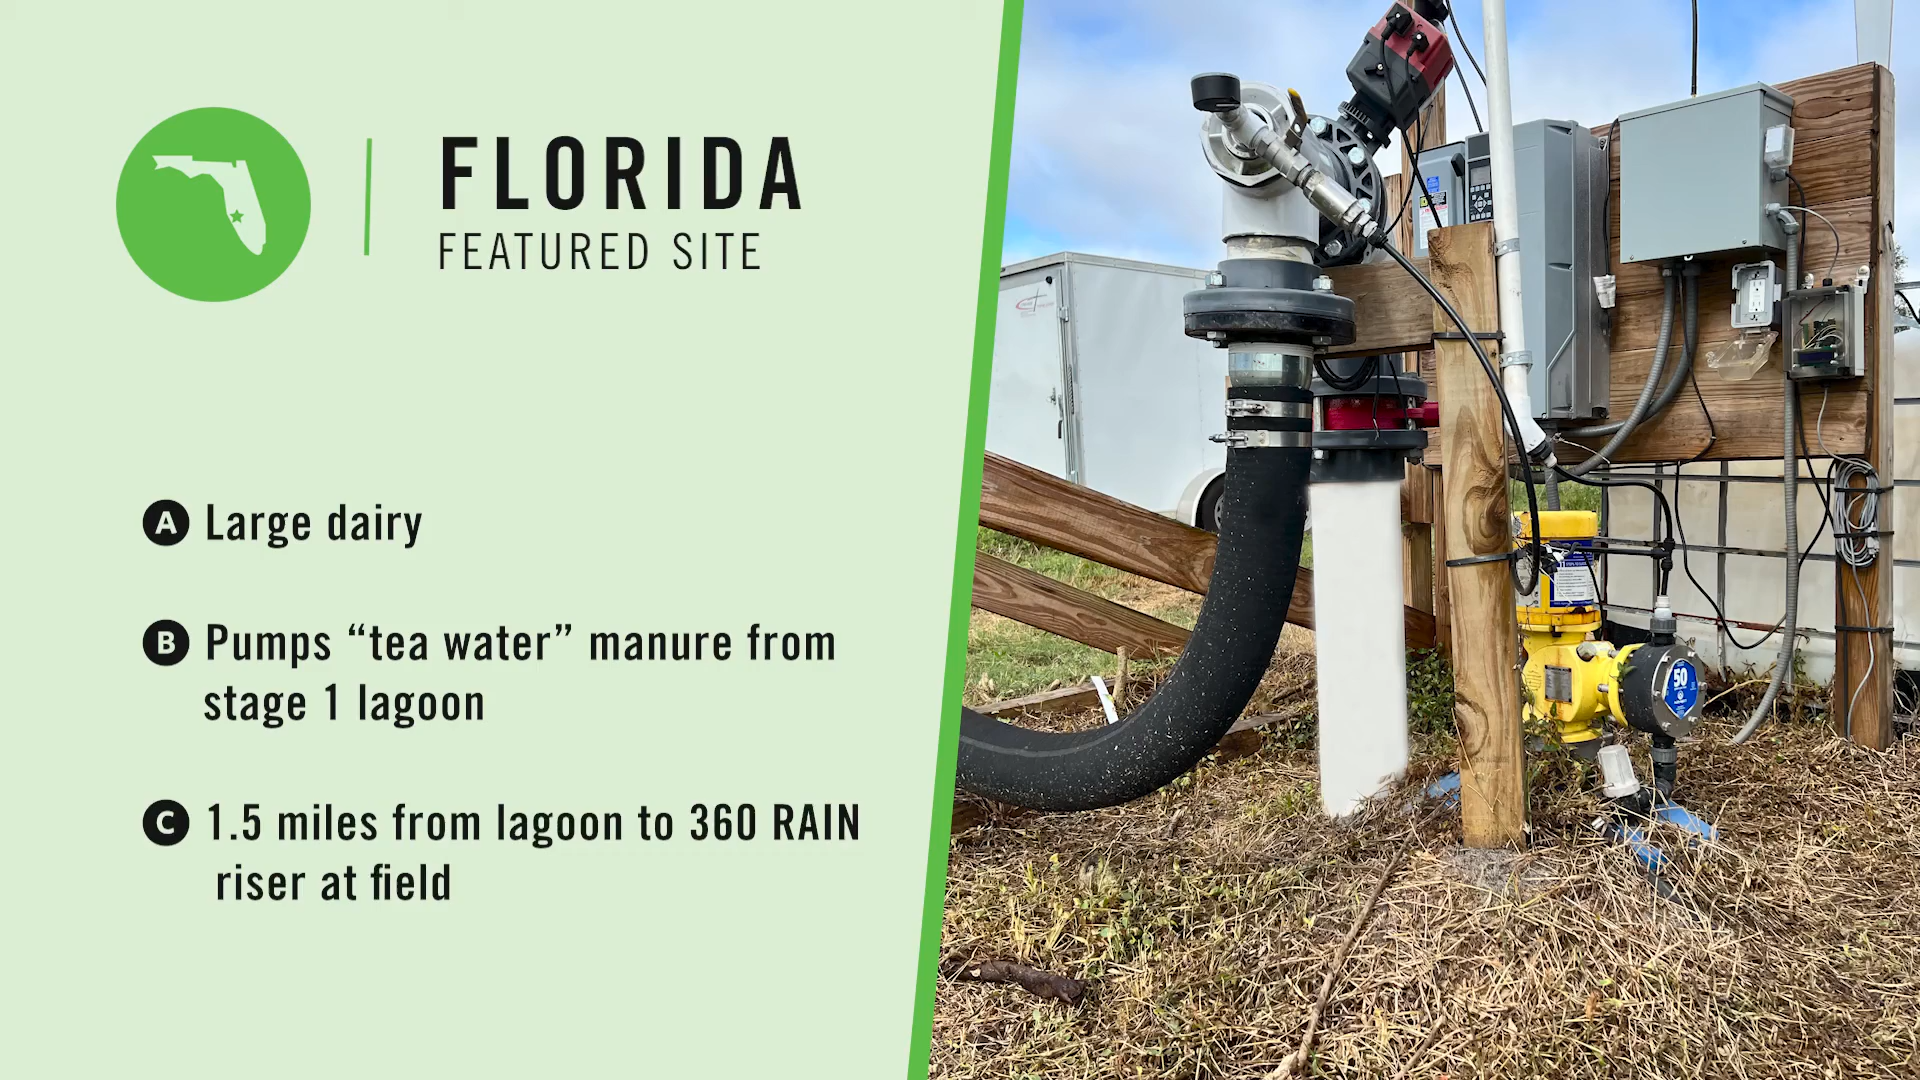 FLORIDA
FEATURED SITE
A Large dairy
B Pumps “tea water” manure from
stage 1 lagoon
C 1.5 miles from lagoon to 360 RAIN
riser at field
50